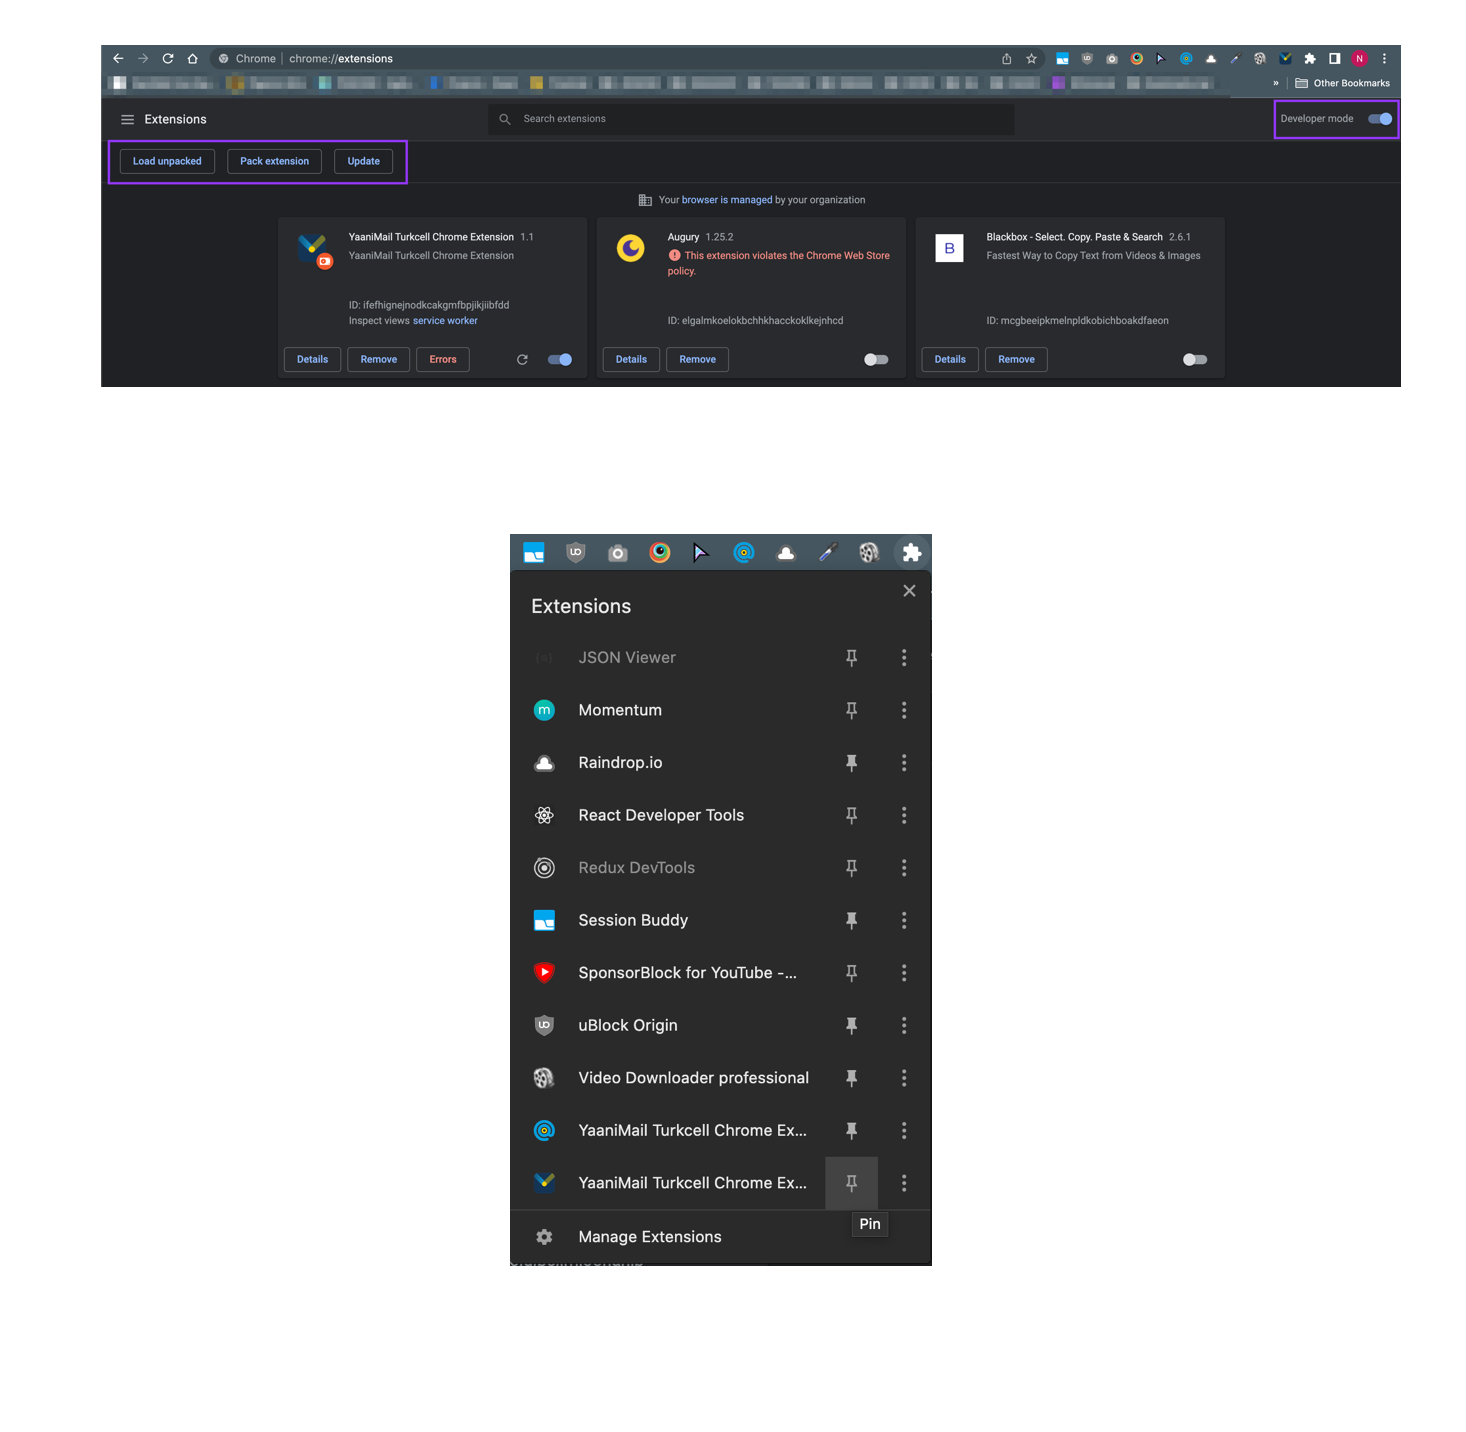 Chrome | chrome://extensions
Other Bookmarks
Extensions
Search extensions
Developer mode
Load unpacked
Pack extension
Update
Your browser is managed by your organization
YaaniMail Turkcell Chrome Extension 1.1
YaaniMail Turkcell Chrome Extension
ID: ifefhignejnodkcakgmfbpjikjiibfdd
Inspect views service worker
Details
Remove
Errors
Augury 1.25.2
This extension violates the Chrome Web Store
policy.
ID: elgalmkoelokbchhkhacckoklkejnhcd
Details
Remove
B
Blackbox - Select. Copy. Paste & Search 2.6.1
Fastest Way to Copy Text from Videos & Images
ID: mcgbeeipkmelnpldkobichboakdfaeon
Details
Remove
Extensions
JSON Viewer
Momentum
Raindrop.io
React Developer Tools
Redux DevTools
Session Buddy
SponsorBlock for YouTube -...
uBlock Origin
Video Downloader professional
YaaniMail Turkcell Chrome Ex...
YaaniMail Turkcell Chrome Ex...
Pin
Manage Extensions